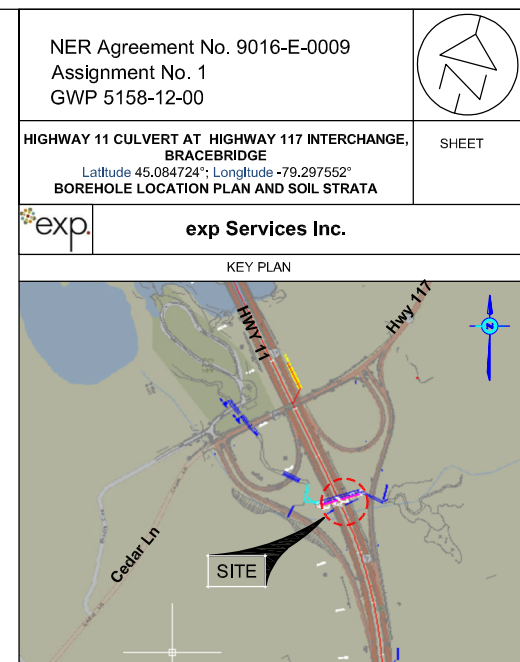 NER Agreement No. 9016-E-0009
Assignment No. 1
GWP 5158-12-00
HIGHWAY 11 CULVERT AT HIGHWAY 117 INTERCHANGE,
BRACEBRIDGE
Latitude 45.084724°; Longitude -79.297552°
BOREHOLE LOCATION PLAN AND SOIL STRATA
SHEET
exp.
exp Services Inc.
KEY PLAN
HWY 11
Hwy 117
N
Cedar Ln
SITE